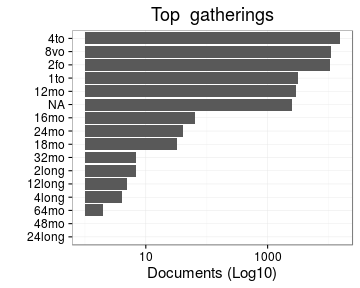 Top gatherings
4to
8vo
2fo
1to
12mo
NA
16mo
24mo
18mo
32mo
2long
12long
4long
64mo
48mo
24long
10 1000
Documents (Log10)